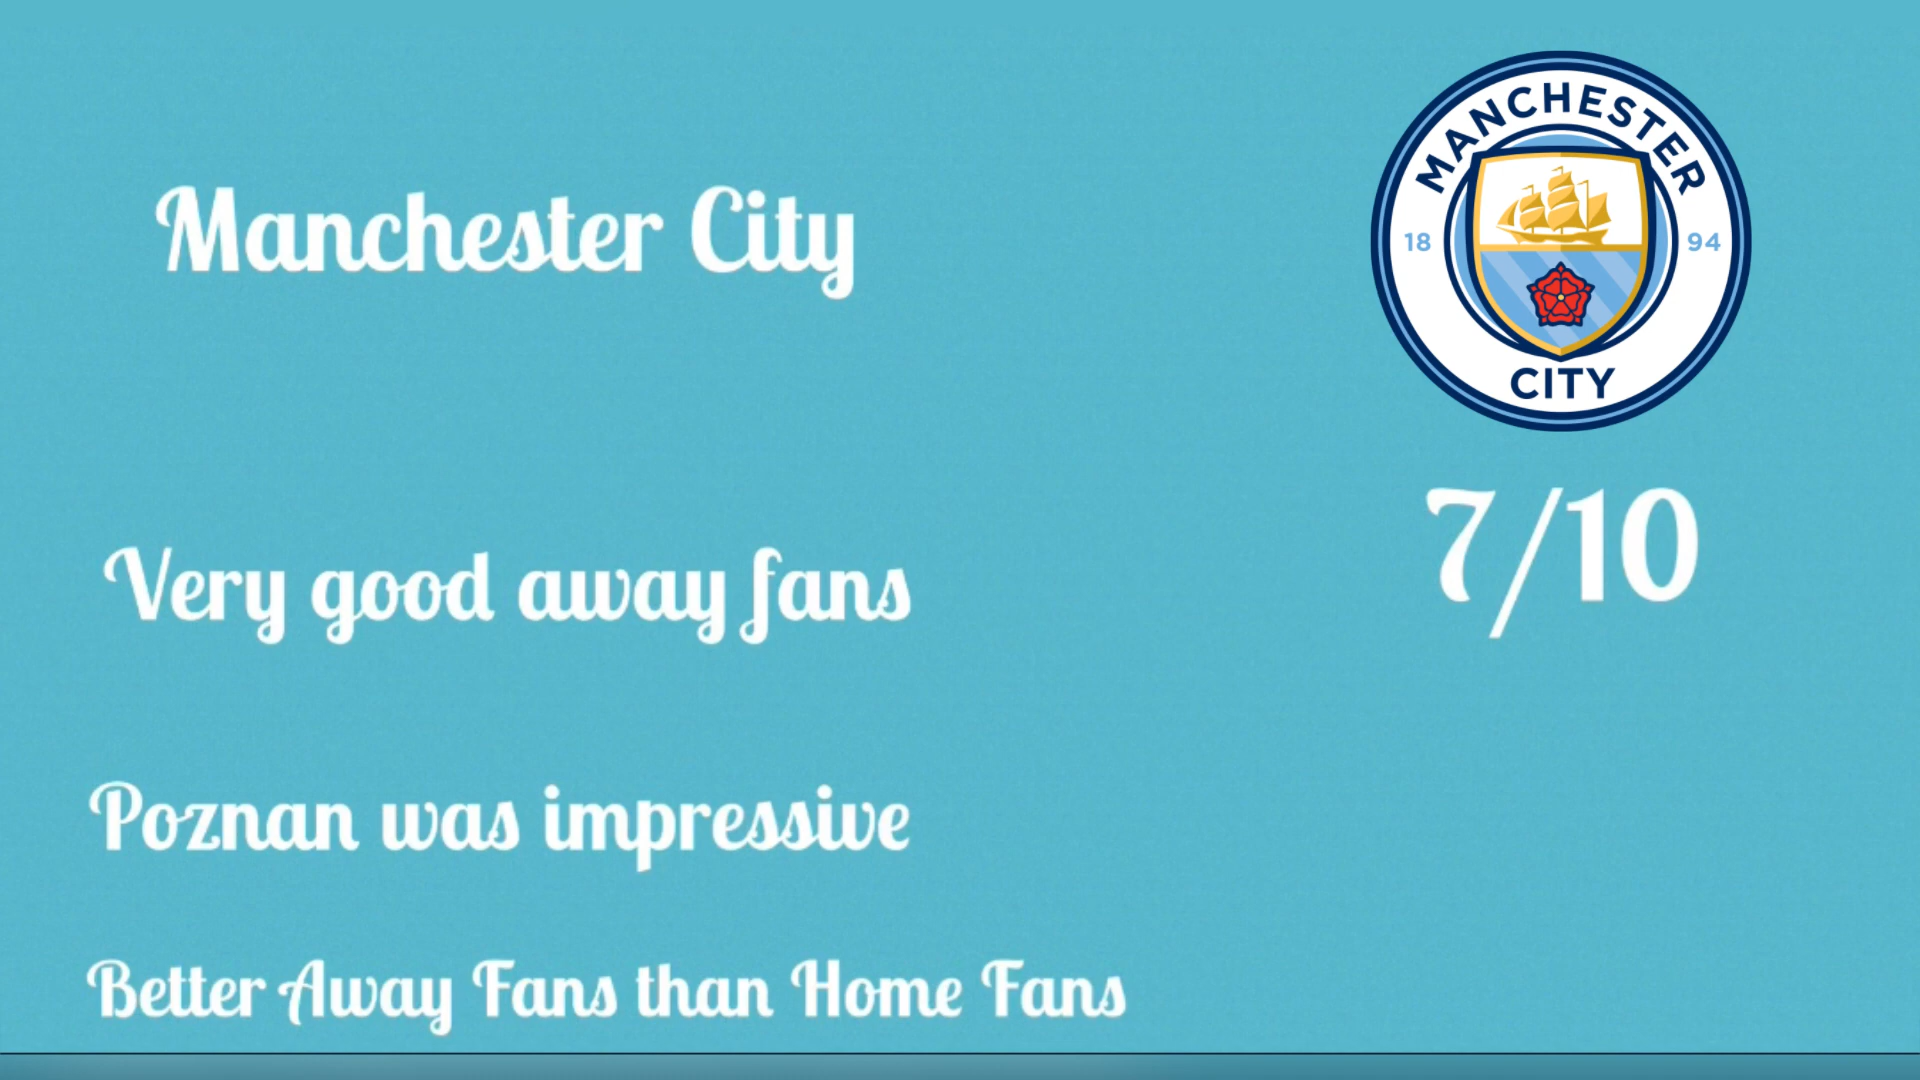 Manchester City
MANCHESTER
18 94
CITY
7/10
Very good away fans
Poznan was impressive
Better Away Fans than Home Fans